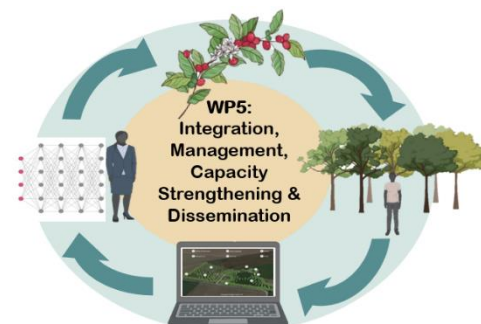 WP5:
Integration,
Management,
Capacity
Strengthening &
Dissemination